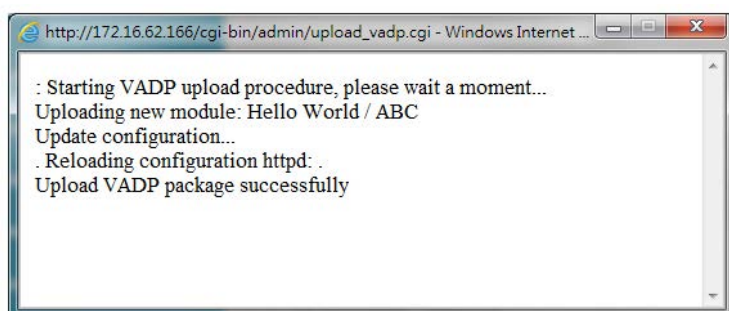 http://172.16.62.166/cgi-bin/admin/upload_vadp.cgi - Windows Internet ...
: Starting VADP upload procedure, please wait a moment...
Uploading new module: Hello World / ABC
Update configuration...
. Reloading configuration httpd: .
Upload VADP package successfully